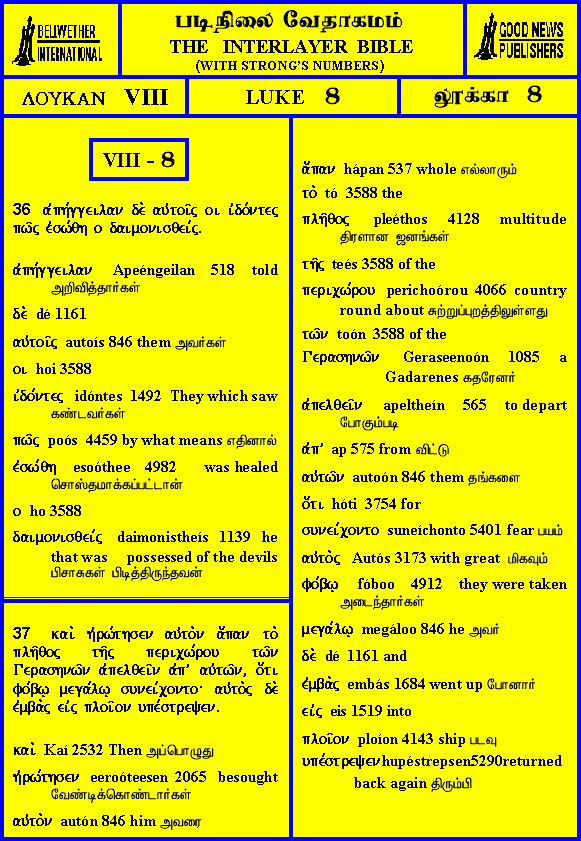 BELLWETHER
INTERNATIONAL
படிநிலை வேதாகமம்
THE INTERLAYER BIBLE
(WITH STRONG'S NUMBERS)
GOOD NEWS
PUBLISHERS
ΛΟΥΚΑΝ VIII
LUKE 8
லூக்கா 8
VIII - 8
36 ἀπήγγειλαν δὲ αὐτοῖς οι ἰδόντες
πῶς ἐσώθη ο δαιμονισθείς.
ἀπήγγειλαν Apeéngeilan 518 told
அறிவித்தார்கள்
δὲ dé 1161
αὐτοῖς autoís 846 them அவர்கள்
οι hoi 3588
ἰδόντες idóntes 1492 They which saw
கண்டவர்கள்
πῶς poós 4459 by what means எதினால்
ἐσώθη esoóthee 4982 was healed
சொஸ்தமாக்கப்பட்டான்
ο ho 3588
δαιμονισθείς daimonistheís 1139 he
that was possessed of the devils
பிசாசுகள் பிடித்திருந்தவன்
37 καὶ ἠρώτησεν αὐτὸν ἅπαν τὸ
πλῆθος τῆς περιχώρου τῶν
Γερασηνῶν ἀπελθεῖν ἀπ' αὐτῶν, ὅτι
φόβῳ μεγάλῳ συνείχοντο· αὐτὸς δὲ
ἐμβὰς εἰς πλοῖον υπέστρεψεν.
καὶ Kaí 2532 Then அப்பொழுது
ἠρώτησεν eeroóteesen 2065 besought
வேண்டிக்கொண்டார்கள்
αὐτὸν autón 846 him அவரை
ἅπαν hápan 537 whole எல்லாரும்
τὸ tó 3588 the
πλῆθος pleéthos 4128 multitude
திரளான ஜனங்கள்
τῆς teés 3588 of the
περιχώρου perichoórou 4066 country
round about சுற்றுப்புறத்திலுள்ளது
τῶν toón 3588 of the
Γερασηνῶν Geraseenoón 1085 a
Gadarenes கதரேனர்
ἀπελθεῖν apeltheín 565 to depart
போகும்படி
ἀπ' ap 575 from விட்டு
αὐτῶν autoón 846 them தங்களை
ὅτι hóti 3754 for
συνείχοντο suneíchonto 5401 fear பயம்
αὐτὸς Autós 3173 with great மிகவும்
φόβῳ fóboo 4912 they were taken
அடைந்தார்கள்
μεγάλῳ megáloo 846 he அவர்
δὲ dé 1161 and
ἐμβὰς embás 1684 went up போனார்
εἰς eis 1519 into
πλοῖον ploíon 4143 ship படவு
υπέστρεψεν hupéstrepsen5290returned
back again திரும்பி